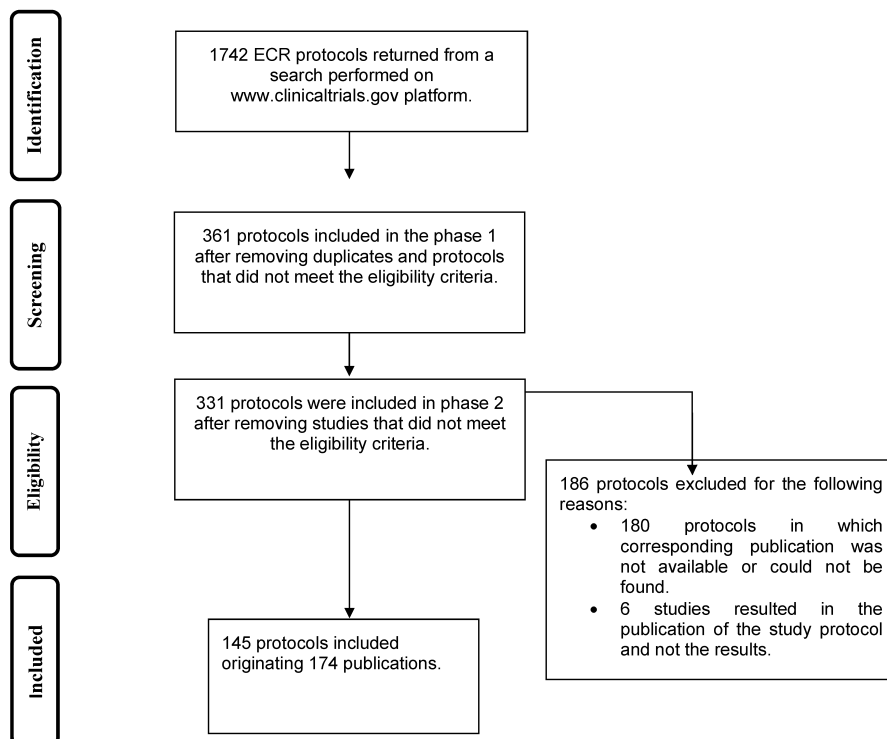 Identification
1742 ECR protocols returned from a
search performed on
www.clinicaltrials.gov platform.
Screening
361 protocols included in the phase 1
after removing duplicates and protocols
that did not meet the eligibility criteria.
Eligibility
331 protocols were included in phase 2
after removing studies that did not meet
the eligibility criteria.
186 protocols excluded for the following
reasons:
• 180 protocols in which
corresponding publication was
not available or could not be
found.
• 6 studies resulted in the
publication of the study protocol
and not the results.
Included
145 protocols included
originating 174 publications.